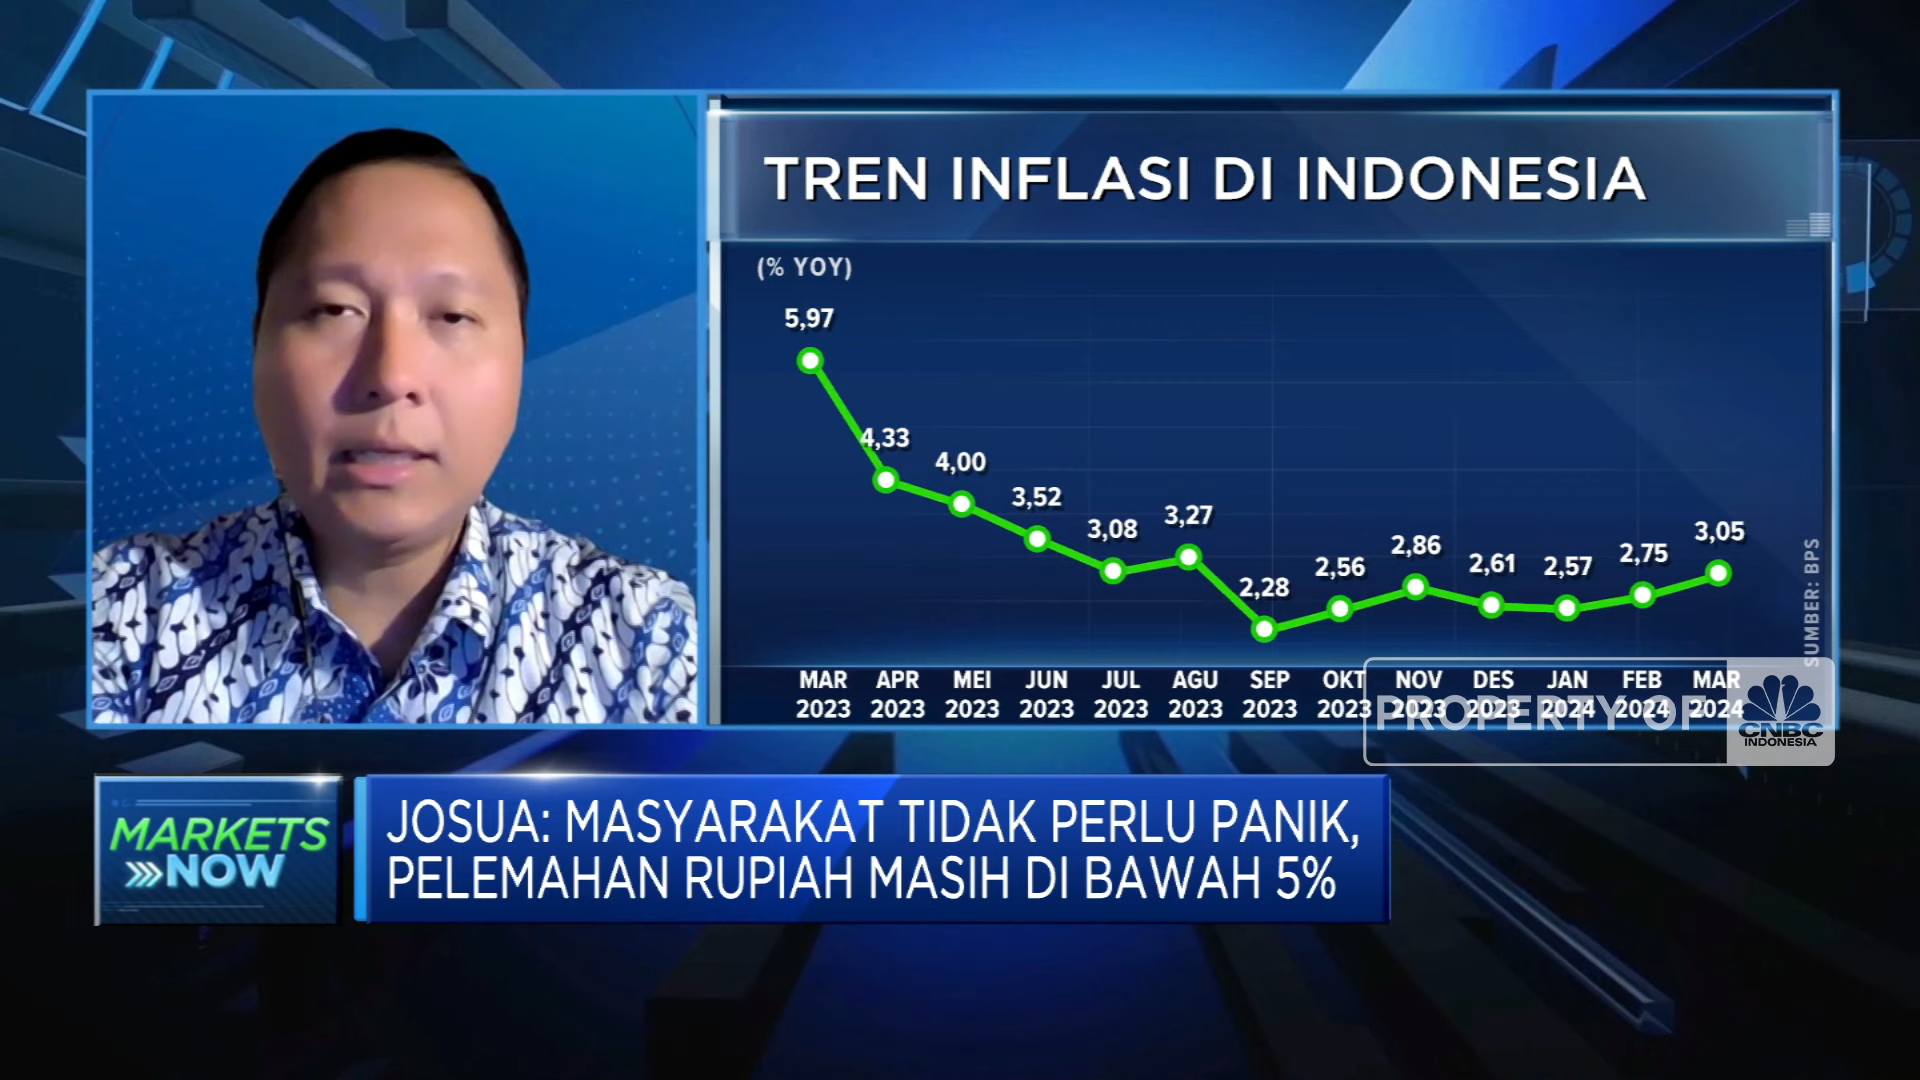 TREN INFLASI DI INDONESIA
(% YOY)
5,97
4,33
4,00
3,52
3,08
3,27
2,28
2,56
2,86
2,61
2,57
2,75
3,05
SUMBER: BPS
MAR APR MEI JUN JUL AGU SEP OKT NOV DES JAN FEB MAR
2023 2023 2023 2023 2023 2023 2023 2023 2023 2023 2024 2024 2024
PROPERTY OF
CNBC
INDONESIA
MARKETS
NOW
JOSUA: MASYARAKAT TIDAK PERLU PANIK,
PELEMAHAN RUPIAH MASIH DI BAWAH 5%